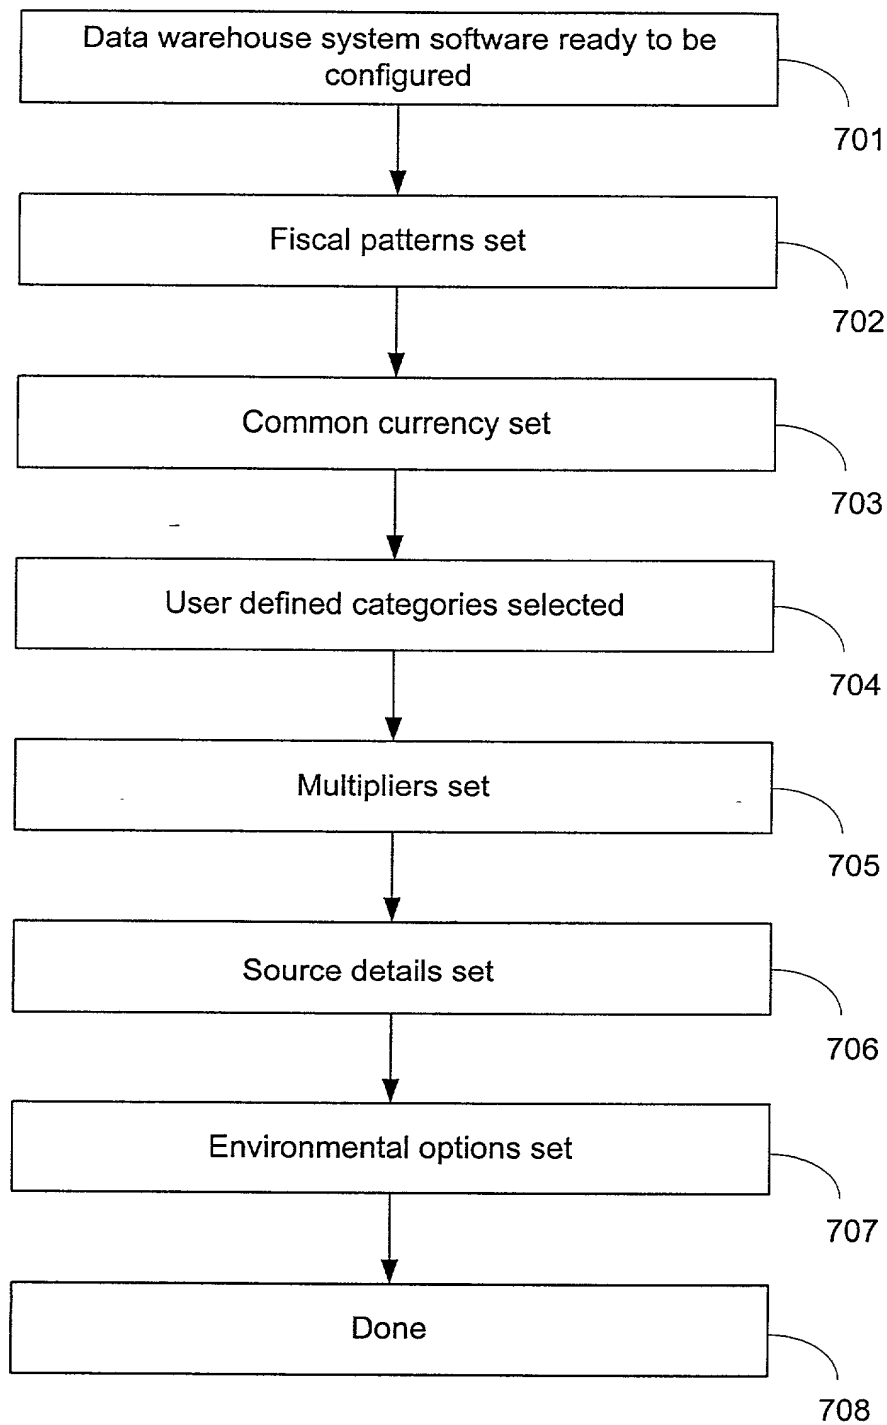 Data warehouse system software ready to be
configured
701
Fiscal patterns set
702
Common currency set
703
User defined categories selected
704
Multipliers set
705
Source details set
706
Environmental options set
707
Done
708